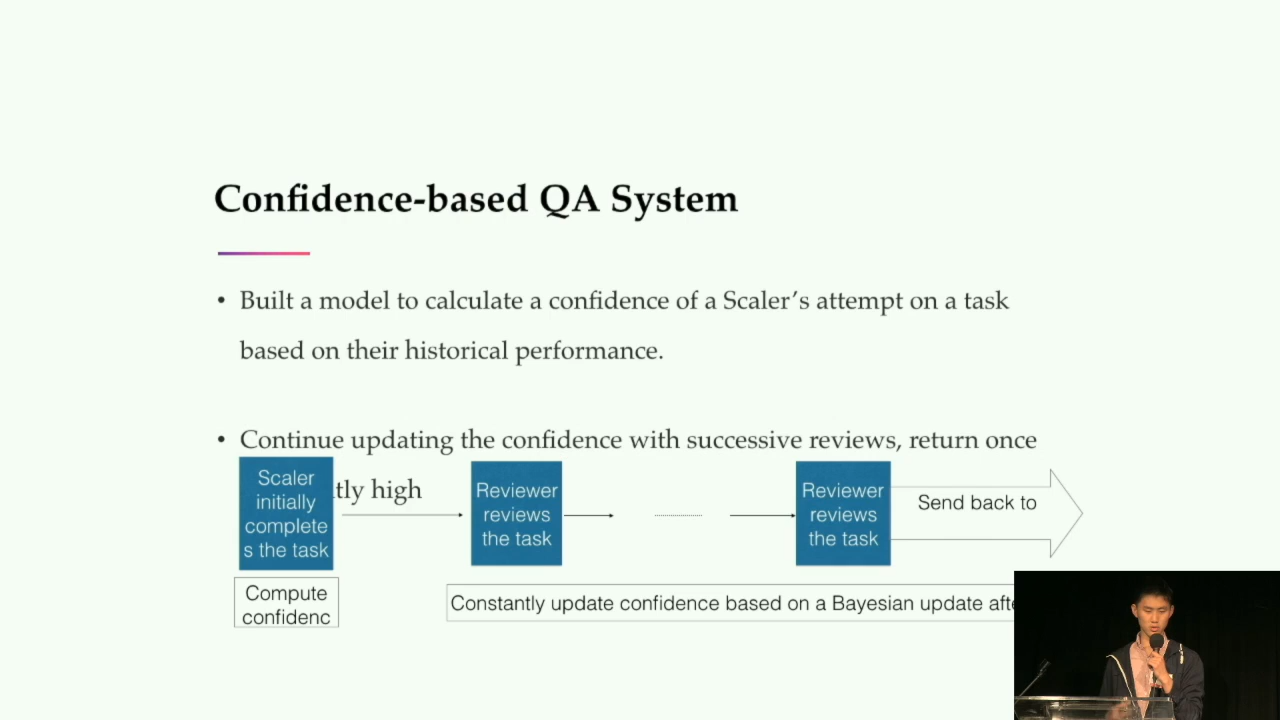 Confidence-based QA System
• Built a model to calculate a confidence of a Scaler's attempt on a task
based on their historical performance.
• Continue updating the confidence with successive reviews, return once
tly high
Scaler
initially
complete
s the task
Reviewer
reviews
the task
Reviewer
reviews
the task
Send back to
Compute
confidenc
Constantly update confidence based on a Bayesian update afte